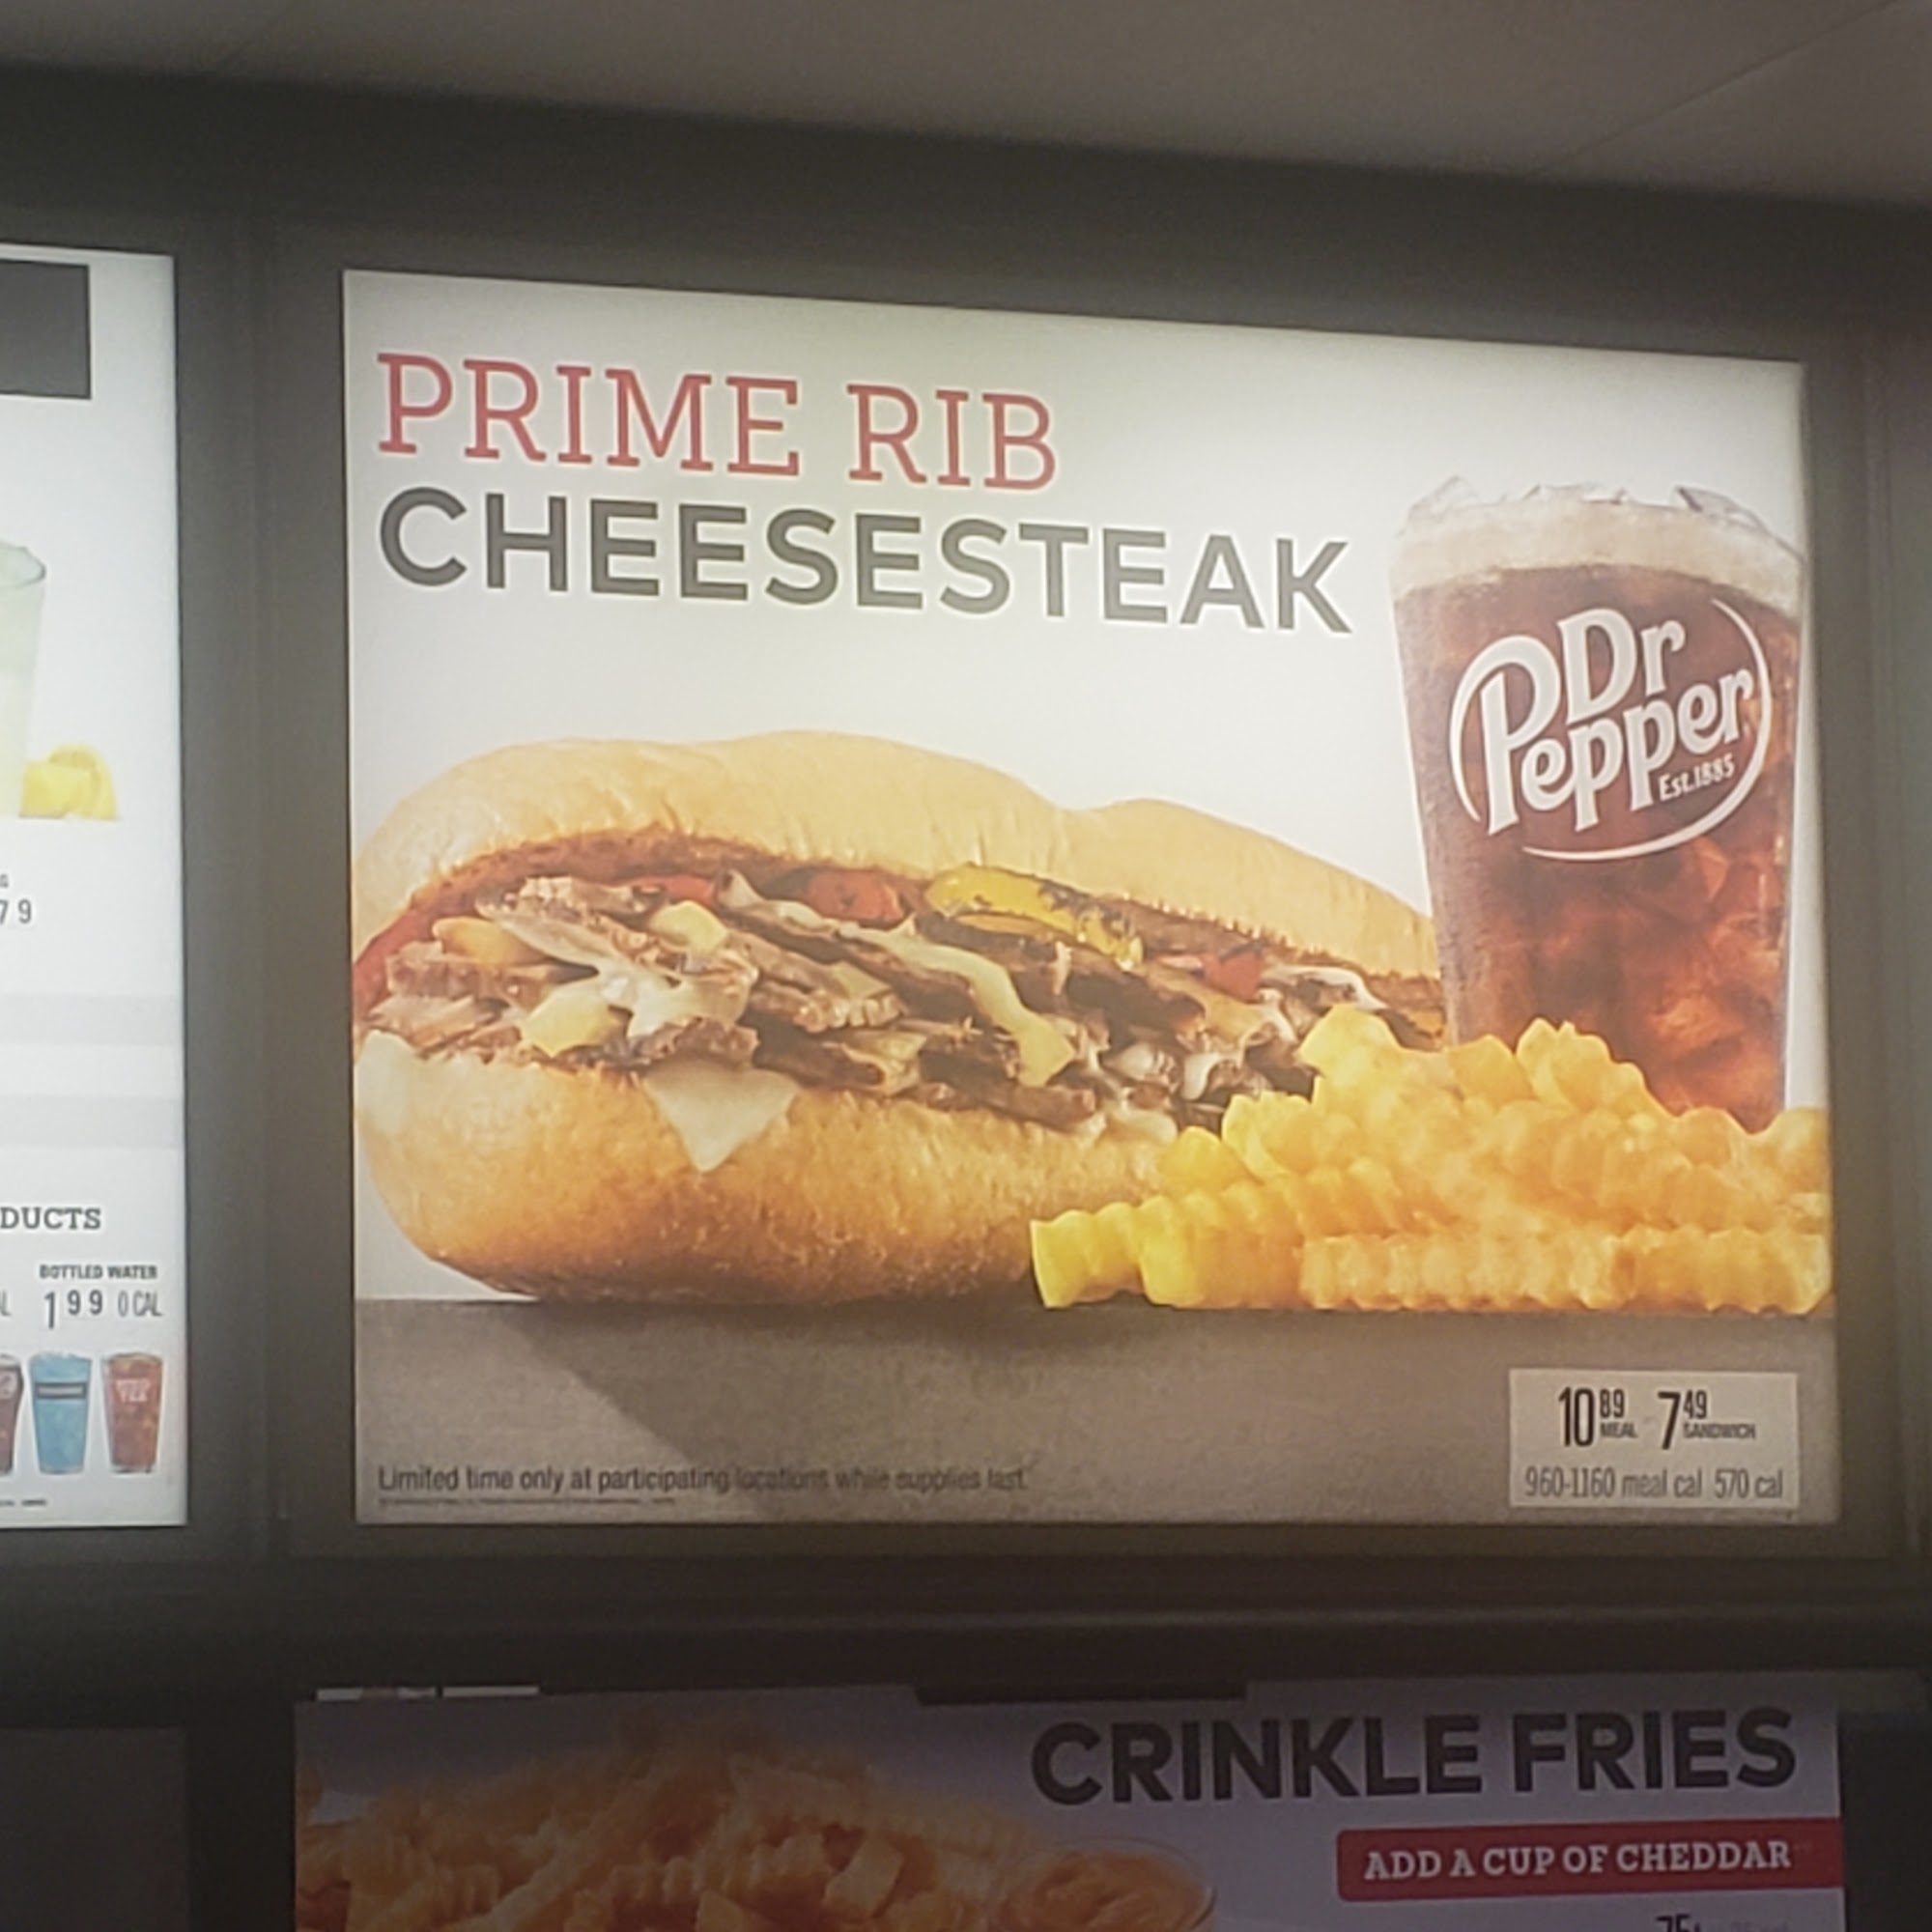 PRIME RIB
CHEESESTEAK
Dr
Pepper
Est.1885
79
DUCTS
BOTTLED WATER
1 99 0 CAL
10 89 MEAL 7 49 SANDWICH
960-1160 meal cal 570 cal
Limited time only at participating locations while supplies last.
CRINKLE FRIES
ADD A CUP OF CHEDDAR